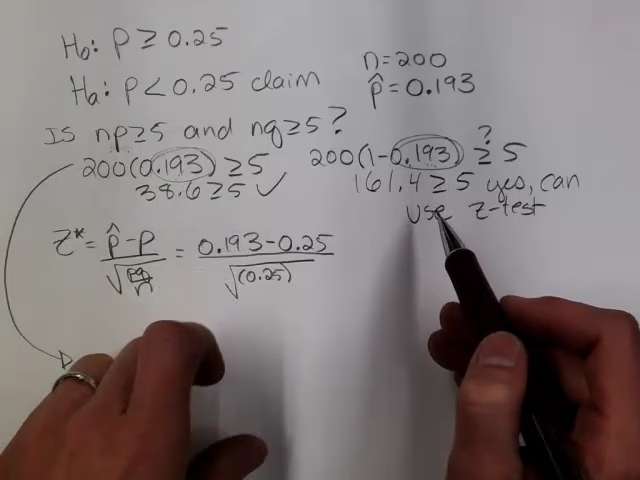 H₀: p ≥ 0.25
Hₐ: p < 0.25 claim
n = 200
p̂ = 0.193
Is np≥5 and nq≥5?
200(0.193) ≥ 5
38.6 ≥ 5 ✓
200(1-0.193) ≥ 5
?
161.4 ≥ 5 yes, can
use z-test
z* = p̂ - p = 0.193 - 0.25
√pq/n √(0.25)